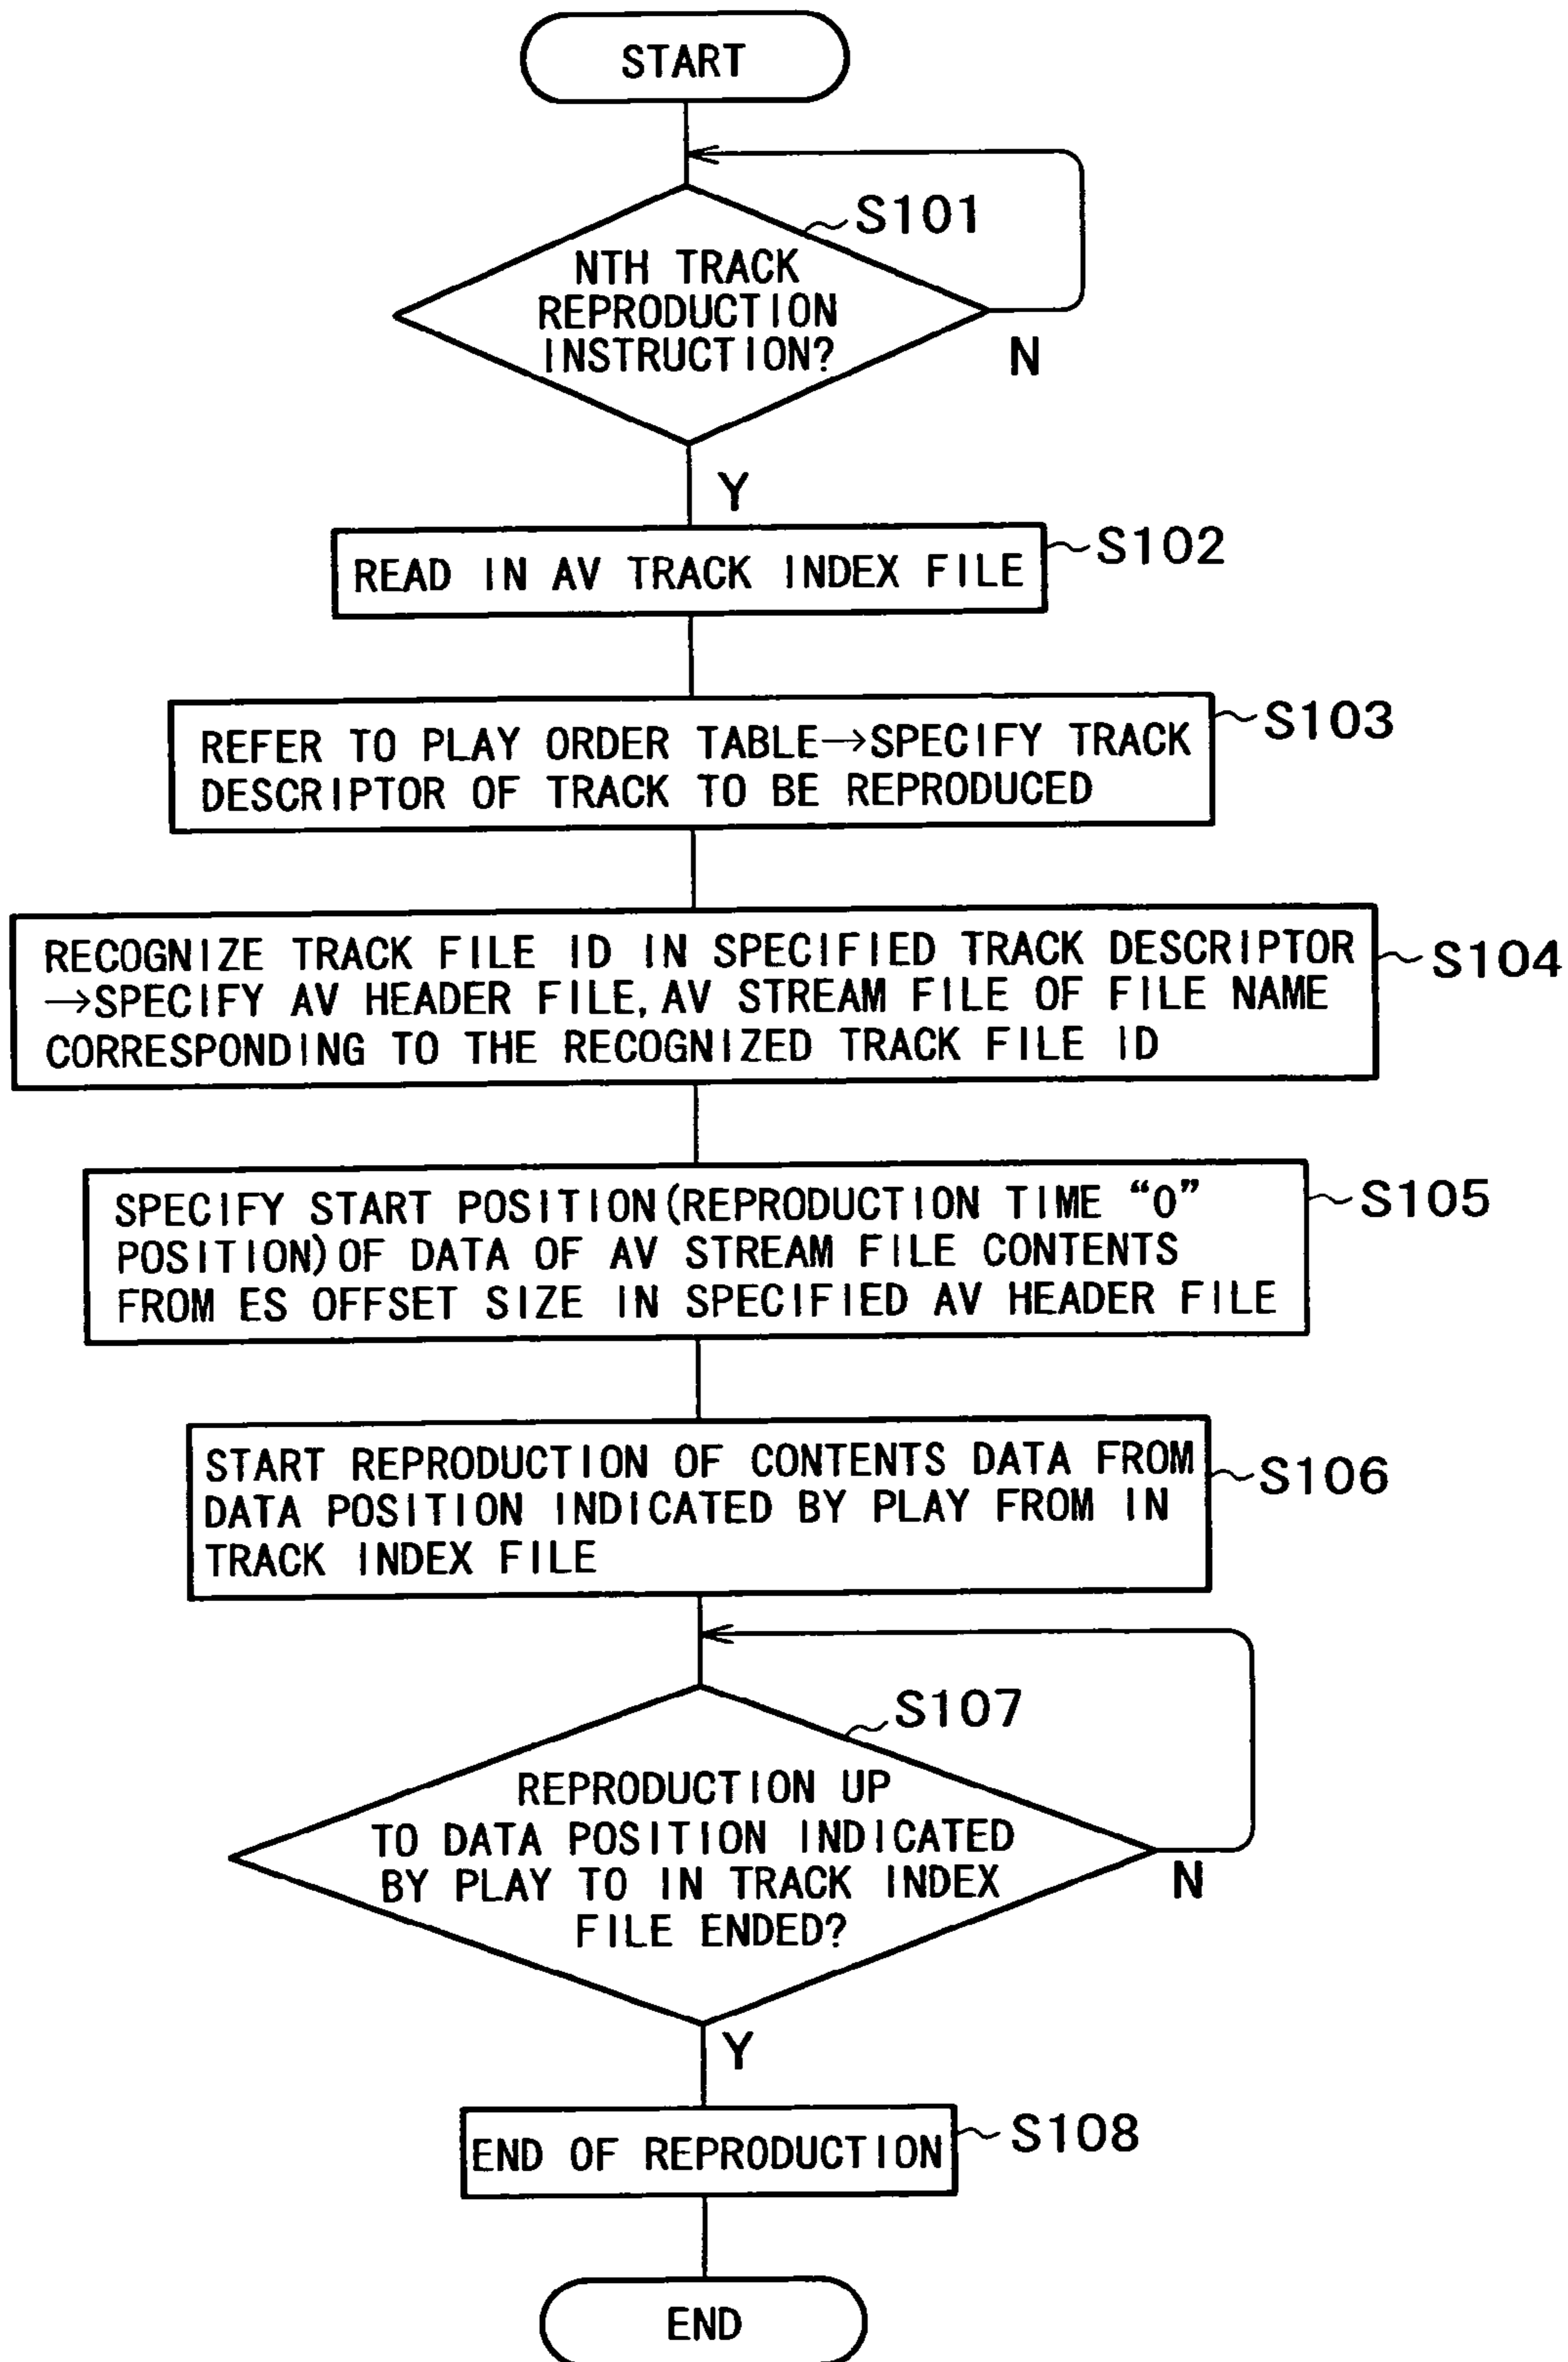 START
S101
NTH TRACK
REPRODUCTION
INSTRUCTION?
N
Y
S102
READ IN AV TRACK INDEX FILE
S103
REFER TO PLAY ORDER TABLE→SPECIFY TRACK
DESCRIPTOR OF TRACK TO BE REPRODUCED
S104
RECOGNIZE TRACK FILE ID IN SPECIFIED TRACK DESCRIPTOR
→SPECIFY AV HEADER FILE, AV STREAM FILE OF FILE NAME
CORRESPONDING TO THE RECOGNIZED TRACK FILE ID
S105
SPECIFY START POSITION(REPRODUCTION TIME “0”
POSITION)OF DATA OF AV STREAM FILE CONTENTS
FROM ES OFFSET SIZE IN SPECIFIED AV HEADER FILE
S106
START REPRODUCTION OF CONTENTS DATA FROM
DATA POSITION INDICATED BY PLAY FROM IN
TRACK INDEX FILE
S107
REPRODUCTION UP
TO DATA POSITION INDICATED
BY PLAY TO IN TRACK INDEX
FILE ENDED?
N
Y
S108
END OF REPRODUCTION
END